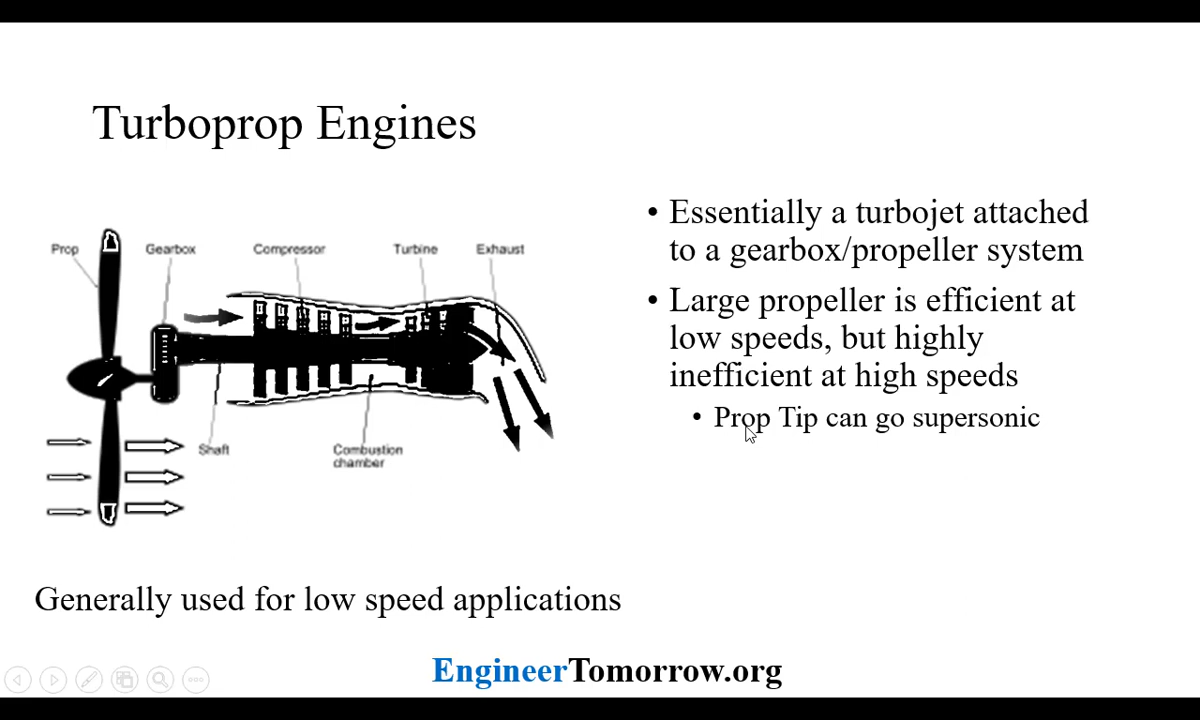 Turboprop Engines
Prop
Gearbox
Compressor
Turbine
Exhaust
Shaft
Combustion
chamber
• Essentially a turbojet attached
to a gearbox/propeller system
• Large propeller is efficient at
low speeds, but highly
inefficient at high speeds
• Prop Tip can go supersonic
Generally used for low speed applications
EngineerTomorrow.org